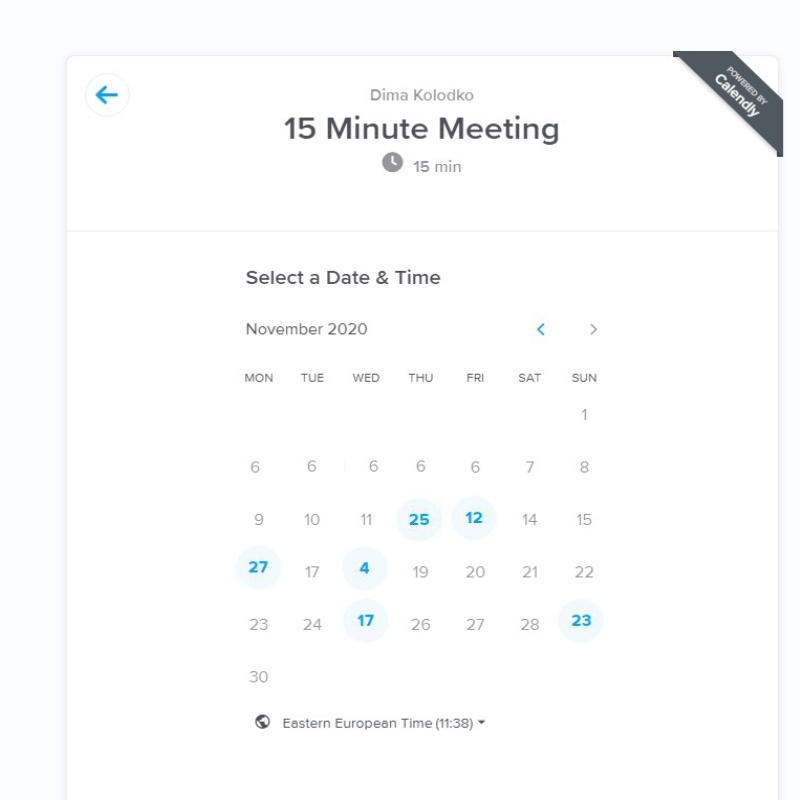 POWERED BY
Calendly
Dima Kolodko
15 Minute Meeting
15 min
Select a Date & Time
November 2020
MON TUE WED THU FRI SAT SUN
1
6 6 6 6 6 7 8
9 10 11 25 12 14 15
27 17 4 19 20 21 22
23 24 17 26 27 28 23
30
Eastern European Time (11:38)